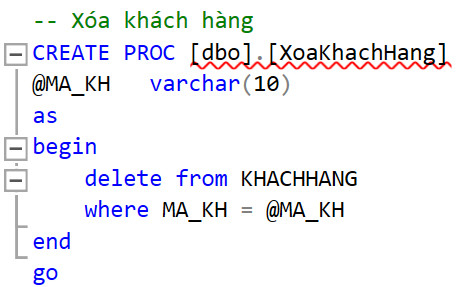 -- Xóa khách hàng
CREATE PROC [dbo].[XoaKhachHang]
@MA_KH   varchar(10)
as
begin
    delete from KHACHHANG
    where MA_KH = @MA_KH
end
go